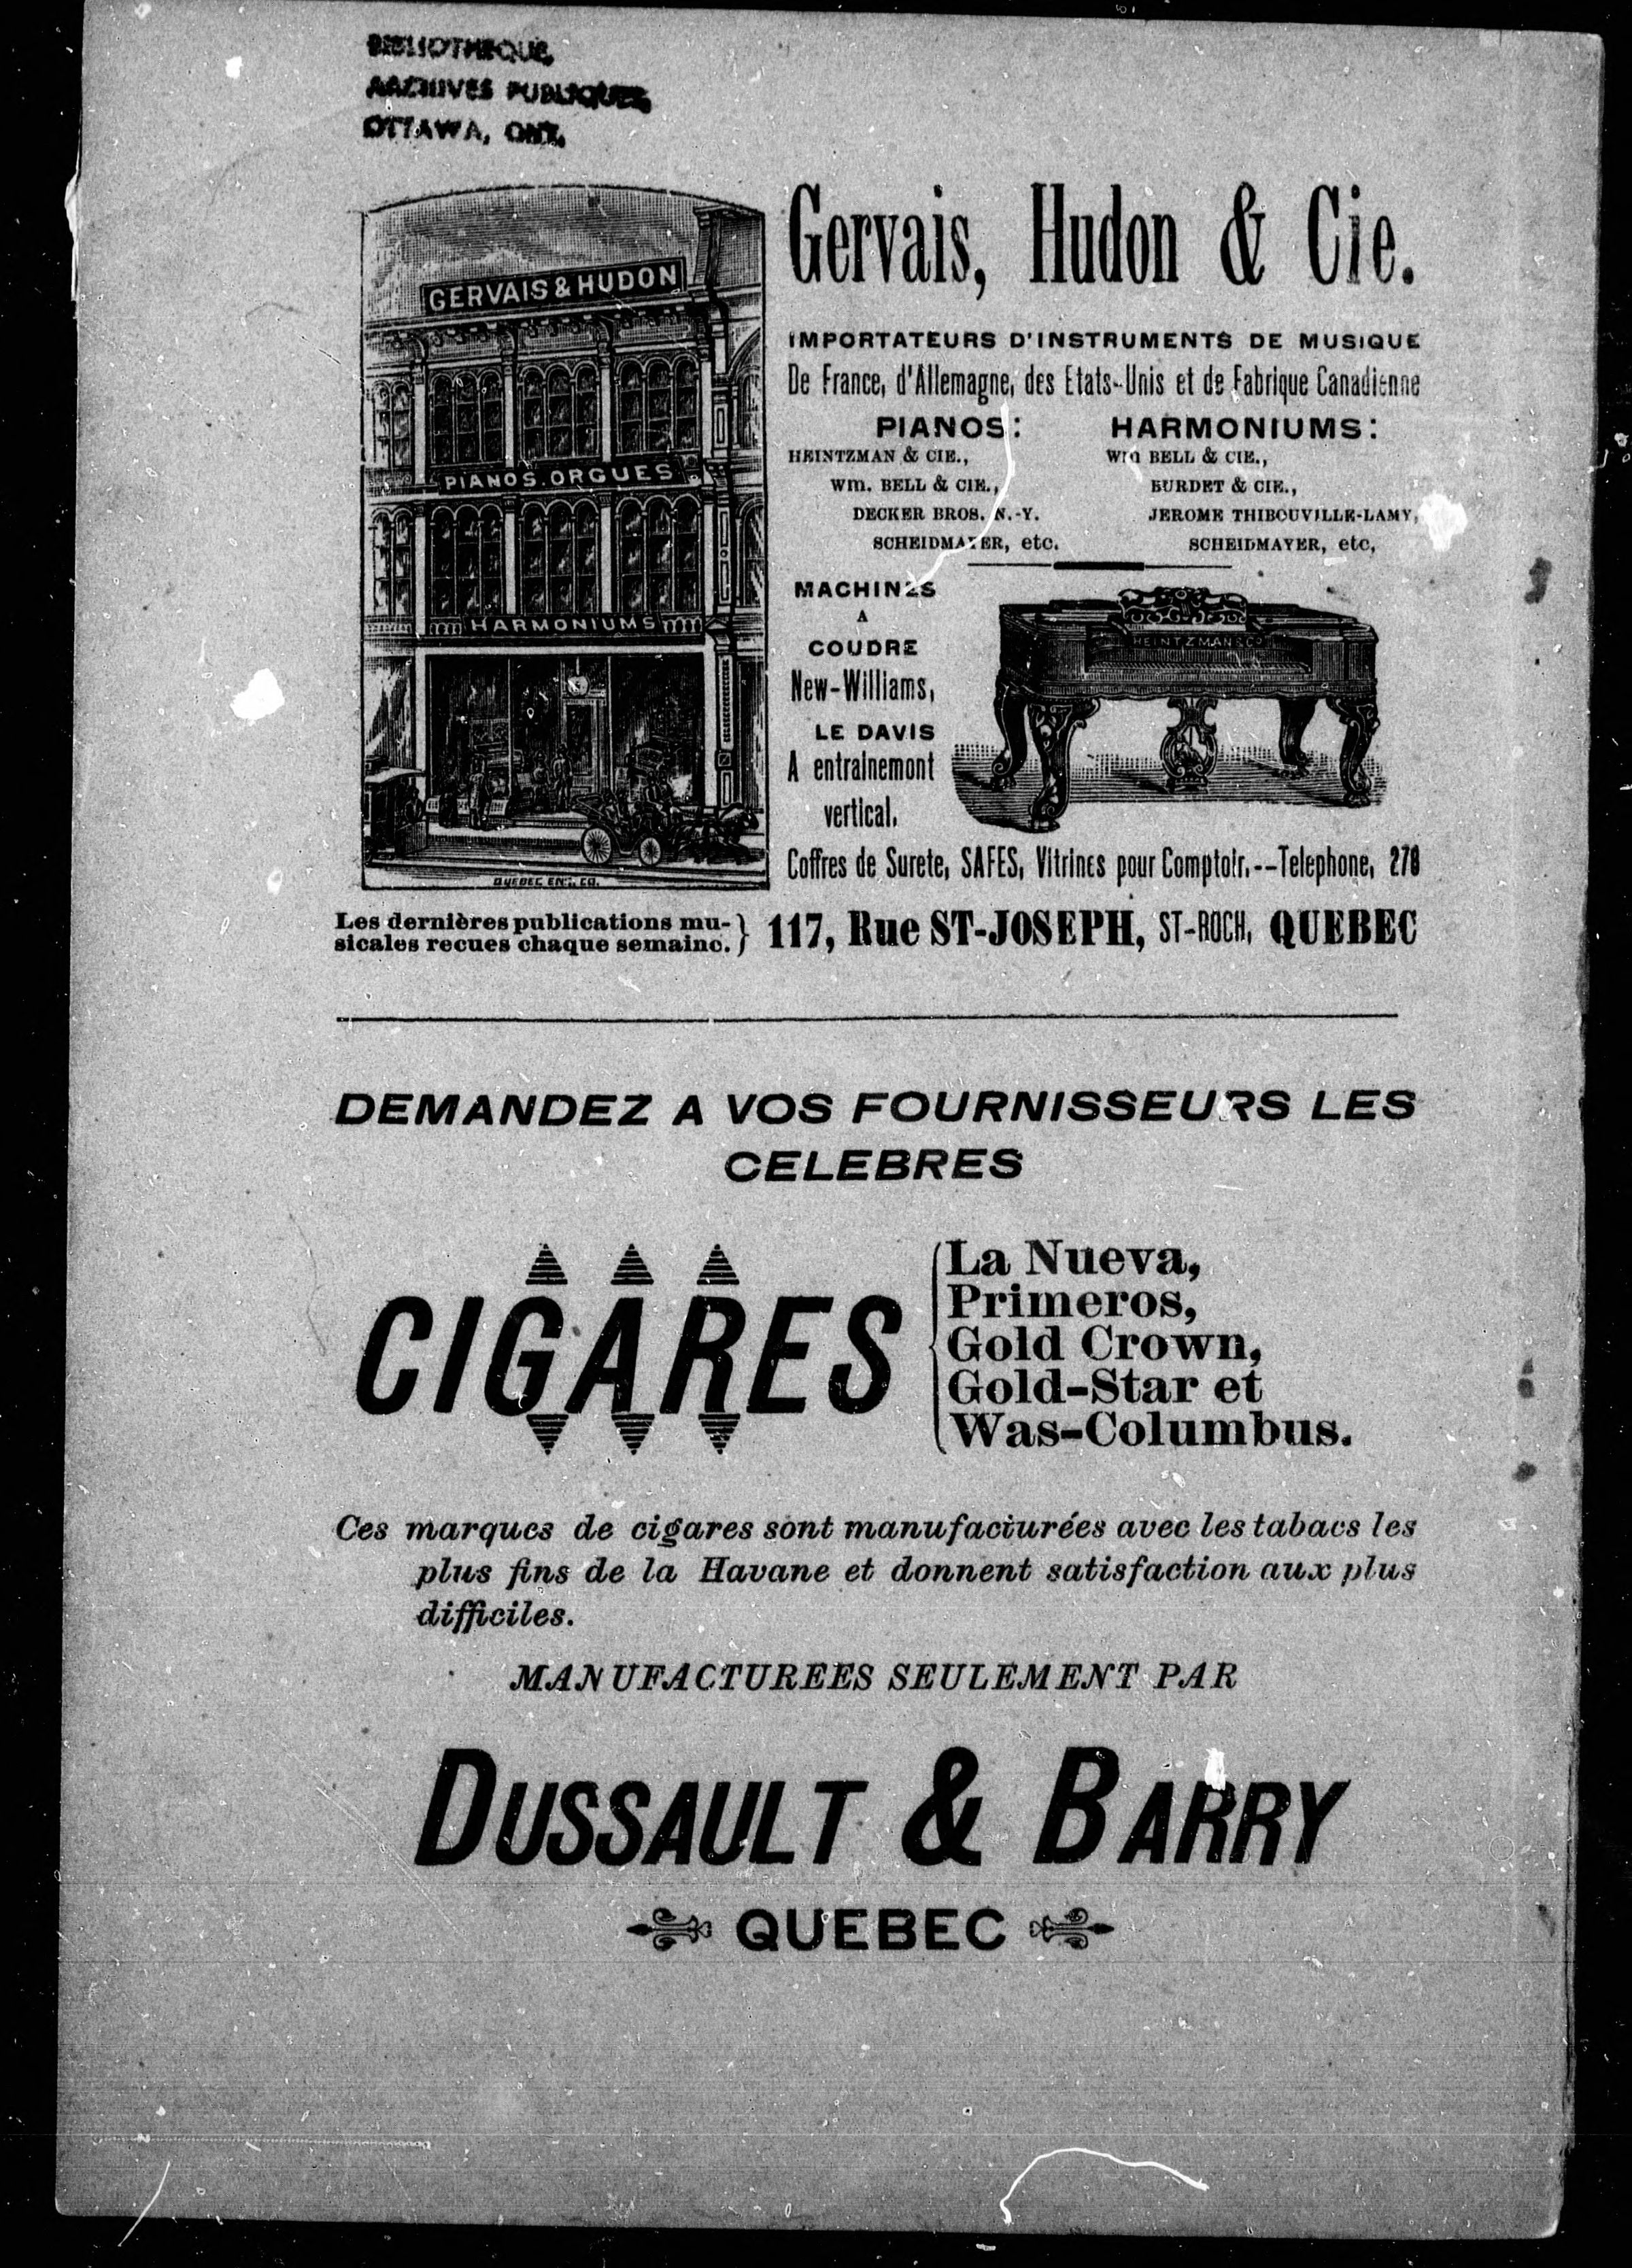 BIBLIOTHEQUE,
ARCHIVES PUBLIQUES
OTTAWA, ONT.
GERVAIS & HUDON
PIANOS. ORGUES
HARMONIUMS
QUEBEC ENG. CO.
Gervais, Hudon & Cie.
IMPORTATEURS D'INSTRUMENTS DE MUSIQUE
De France, d'Allemagne, des Etats-Unis et de Fabrique Canadienne
PIANOS:
HEINTZMAN & CIE.,
Wm. BELL & CIE.,
DECKER BROS. N.-Y.
SCHEIDMAYER, etc.
HARMONIUMS:
Wm BELL & CIE.,
BURDET & CIE.,
JEROME THIBOUVILLE-LAMY,
SCHEIDMAYER, etc,
MACHINES
A
COUDRE
New-Williams,
LE DAVIS
A entrainemont
vertical.
HEINTZMAN & CO
Coffres de Surete, SAFES, Vitrines pour Comptoir.--Telephone, 278
Les dernières publications mu-
sicales recues chaque semaine.
117, Rue ST-JOSEPH, ST-ROCH, QUEBEC
DEMANDEZ A VOS FOURNISSEURS LES
CELEBRES
CIGARES
La Nueva,
Primeros,
Gold Crown,
Gold-Star et
Was-Columbus.
Ces marques de cigares sont manufacturées avec les tabacs les
plus fins de la Havane et donnent satisfaction aux plus
difficiles.
MANUFACTUREES SEULEMENT PAR
DUSSAULT & BARRY
QUEBEC